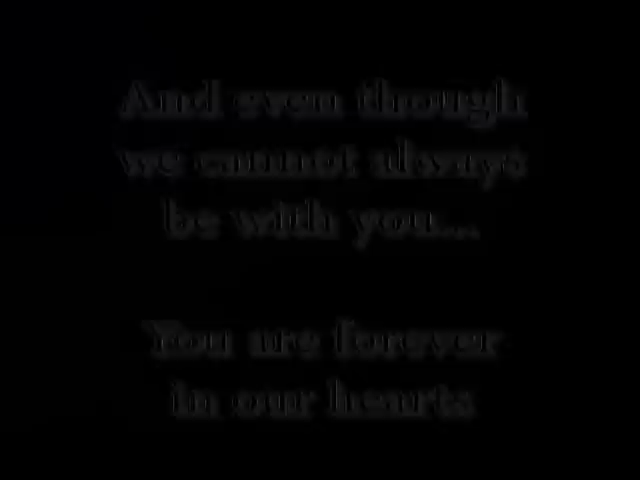 And even though
we cannot always
be with you...
You are forever
in our hearts